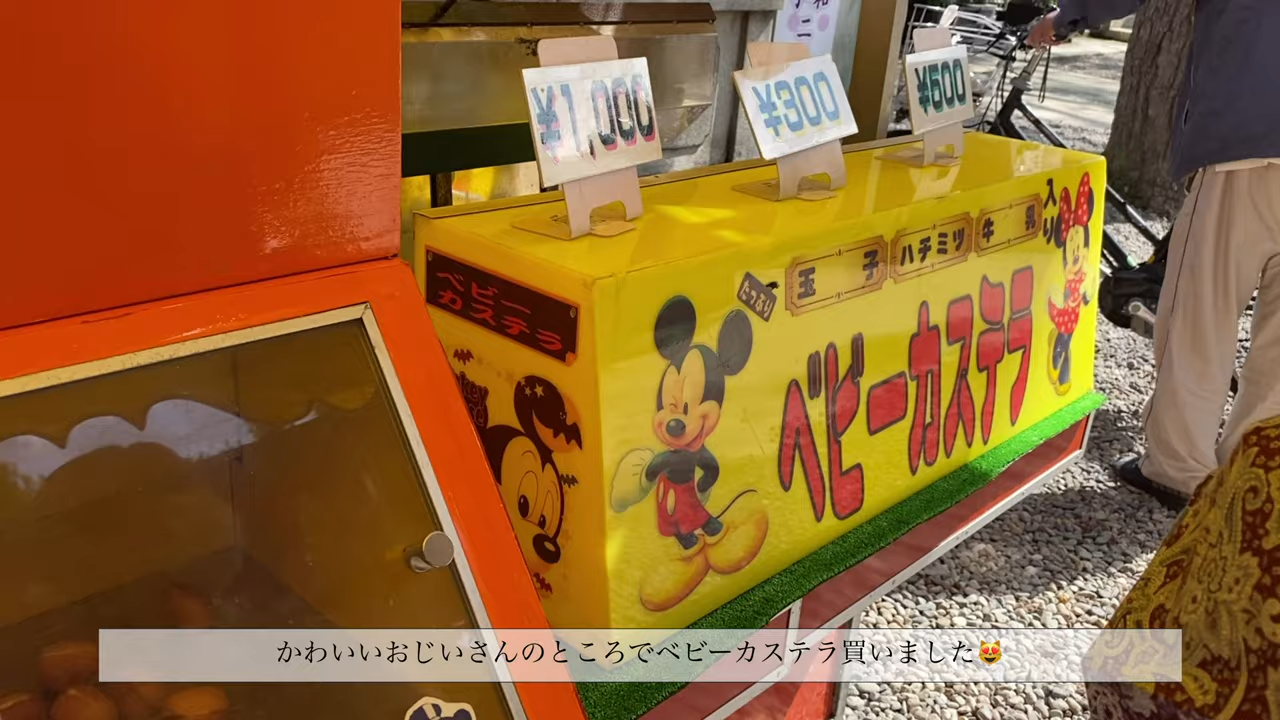 ¥1,000
¥300
¥500
ベビー
カステラ
たっぷり
玉子
ハチミツ
牛乳
入り
ベビーカステラ
かわいいおじいさんのところでベビーカステラ買いました😻